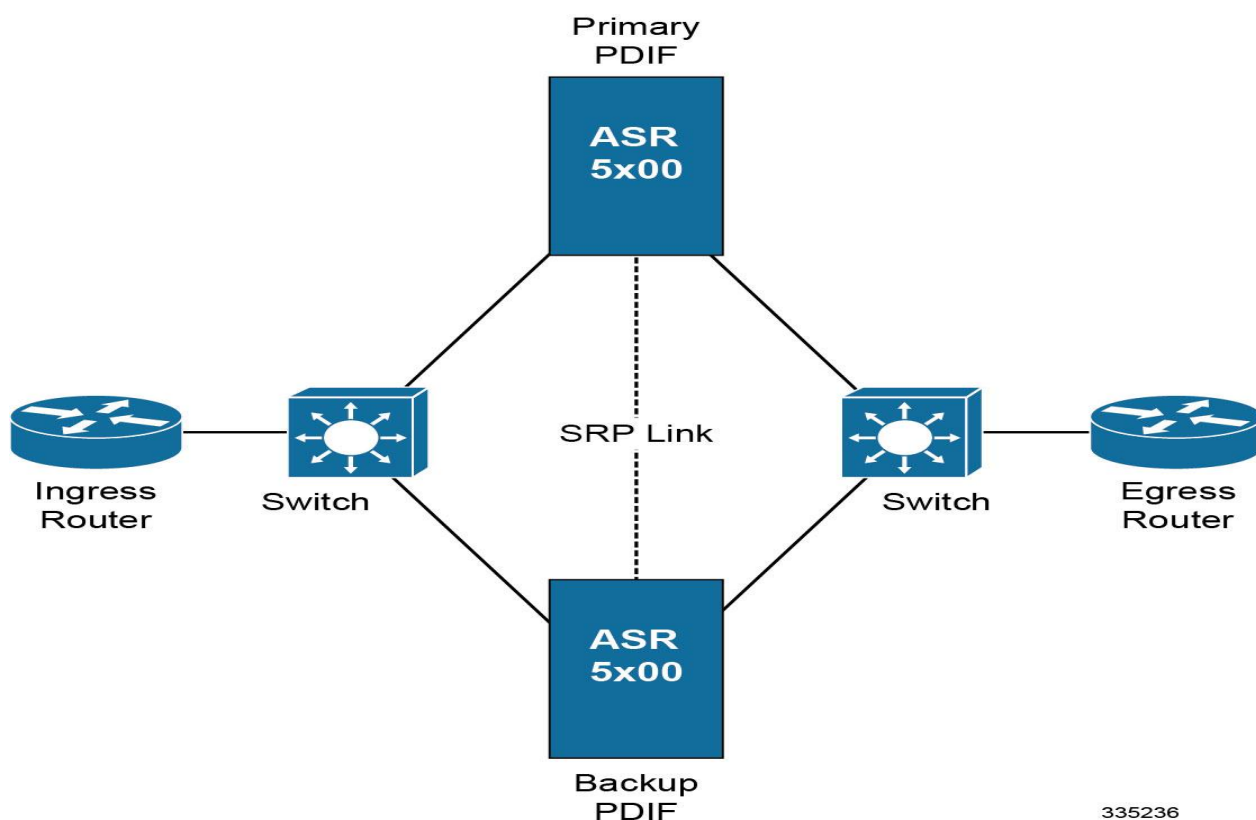 Primary
PDIF
ASR
5x00
SRP Link
Ingress
Router
Switch
Switch
Egress
Router
ASR
5x00
Backup
PDIF
335236